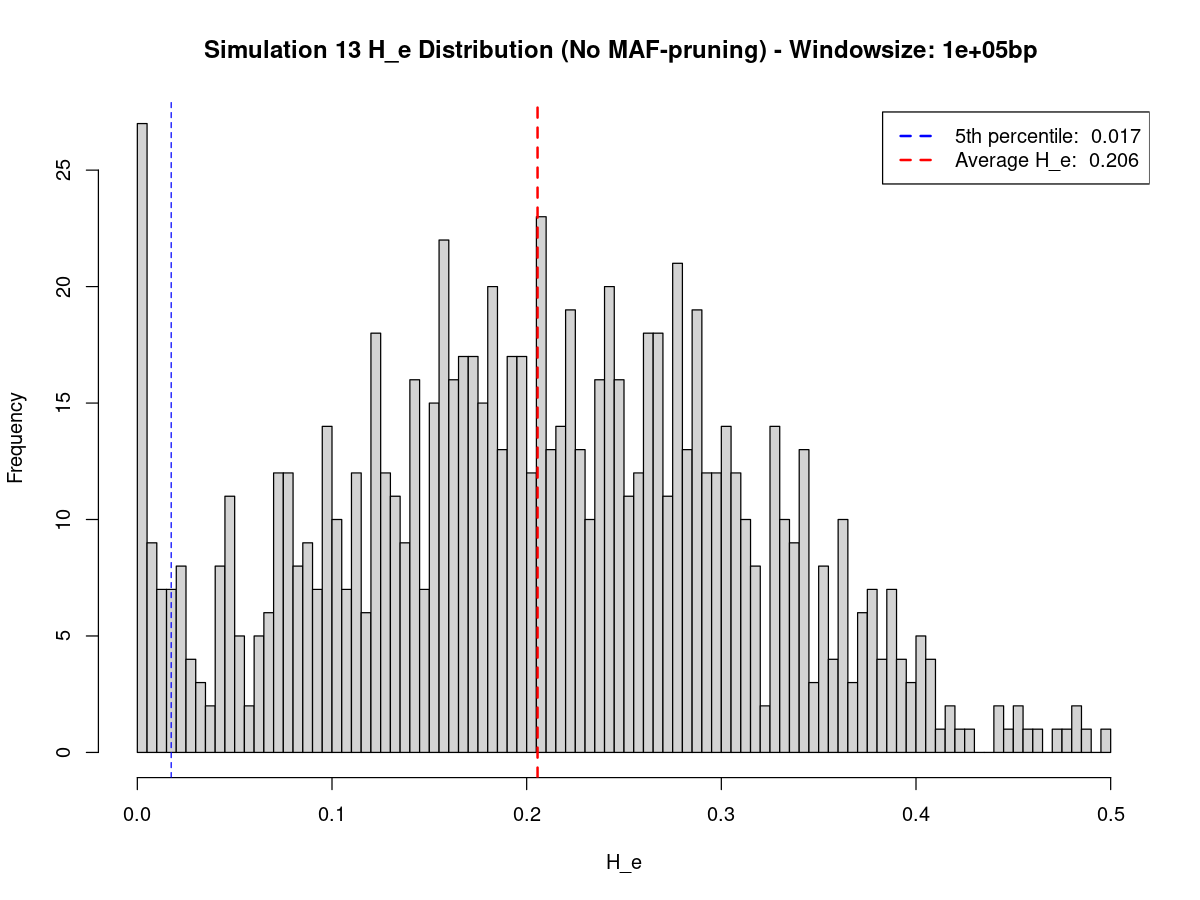 Simulation 13 H_e Distribution (No MAF-pruning) - Windowsize: 1e+05bp
5th percentile:  0.017
Average H_e:  0.206
Frequency
25
20
15
10
5
0
0.0 0.1 0.2 0.3 0.4 0.5
H_e